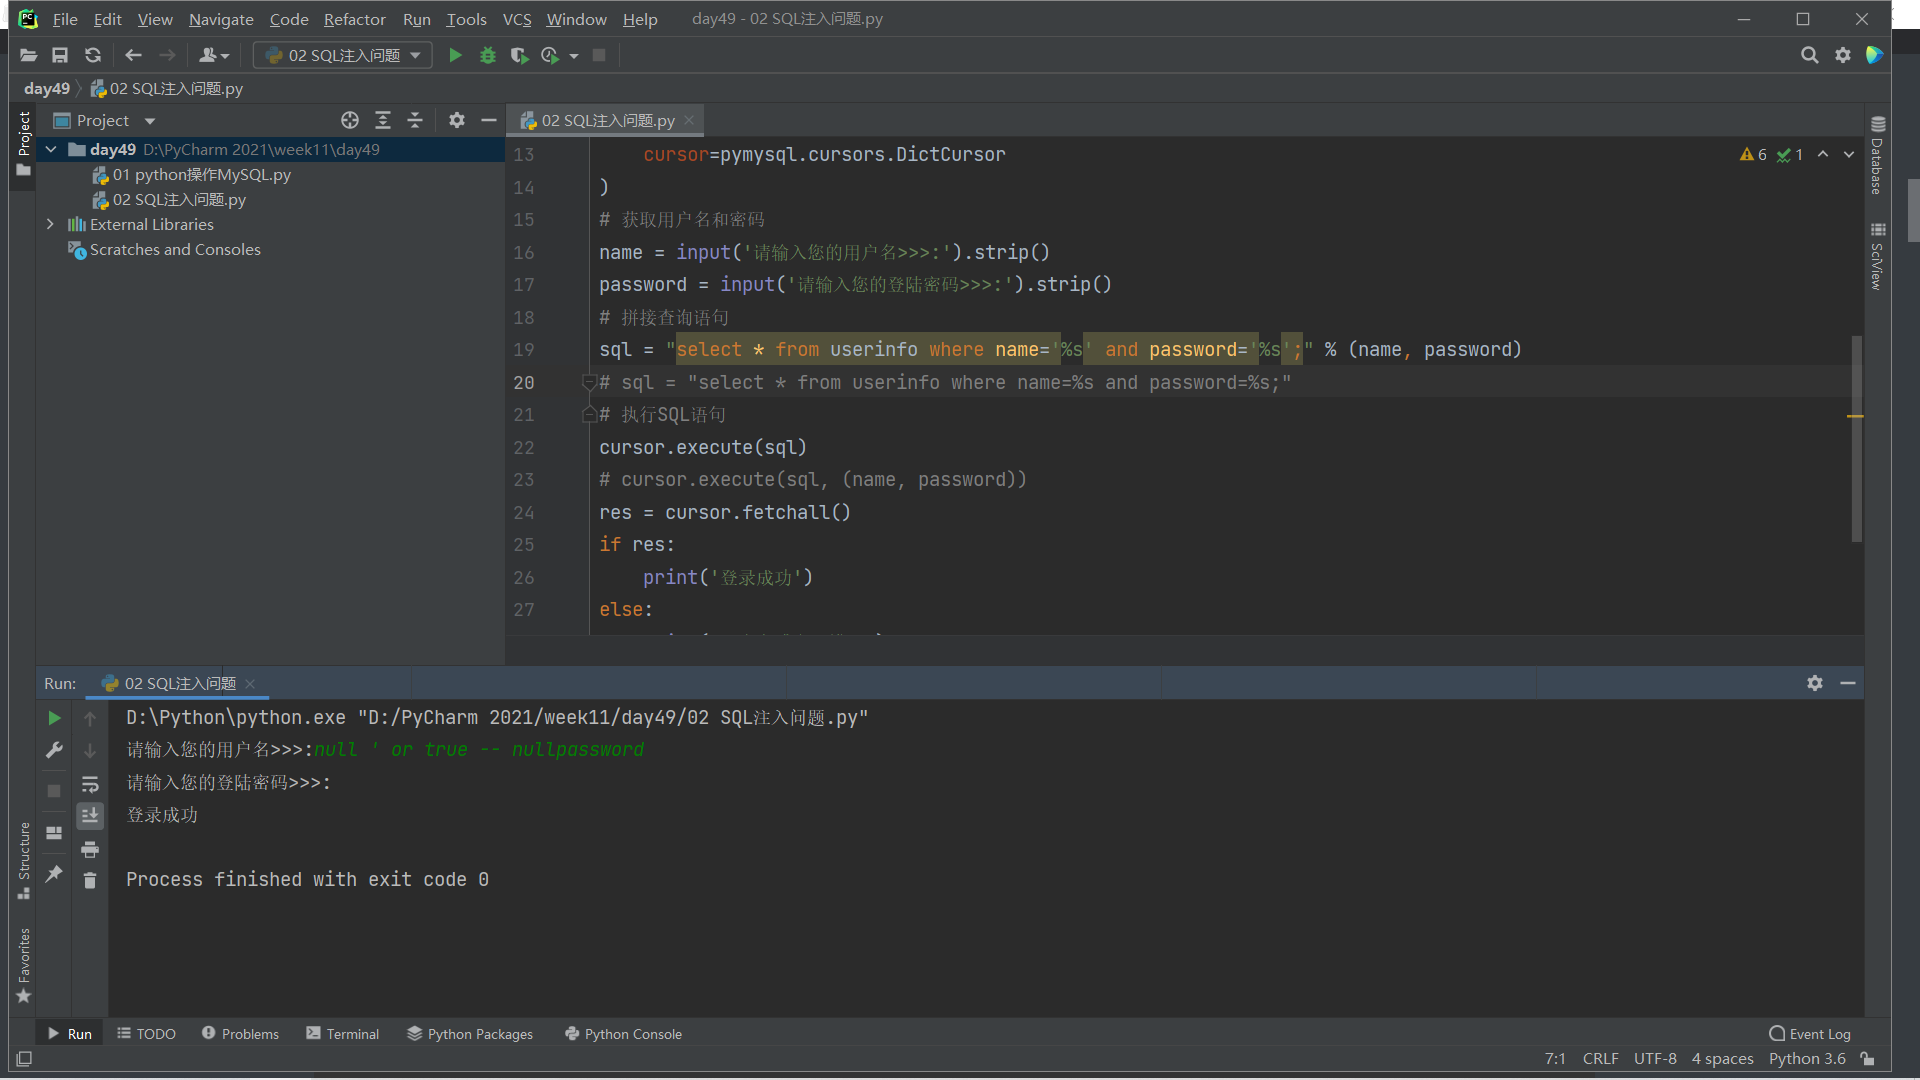 File Edit View Navigate Code Refactor Run Tools VCS Window Help day49 - 02 SQL注入问题.py
02 SQL注入问题
day49 02 SQL注入问题.py
Project
02 SQL注入问题.py
day49 D:\PyCharm 2021\week11\day49
01 python操作MySQL.py
02 SQL注入问题.py
External Libraries
Scratches and Consoles
Project
Structure
Favorites
Database
SciView
6 1
13 cursor=pymysql.cursors.DictCursor
14 )
15 # 获取用户名和密码
16 name = input('请输入您的用户名>>>:').strip()
17 password = input('请输入您的登陆密码>>>:').strip()
18 # 拼接查询语句
19 sql = "select * from userinfo where name='%s' and password='%s';" % (name, password)
20 # sql = "select * from userinfo where name=%s and password=%s;"
21 # 执行SQL语句
22 cursor.execute(sql)
23 # cursor.execute(sql, (name, password))
24 res = cursor.fetchall()
25 if res:
26 print('登录成功')
27 else:
Run: 02 SQL注入问题
D:\Python\python.exe "D:/PyCharm 2021/week11/day49/02 SQL注入问题.py"
请输入您的用户名>>>:null ' or true -- nullpassword
请输入您的登陆密码>>>:
登录成功
Process finished with exit code 0
Run TODO Problems Terminal Python Packages Python Console Event Log
7:1 CRLF UTF-8 4 spaces Python 3.6